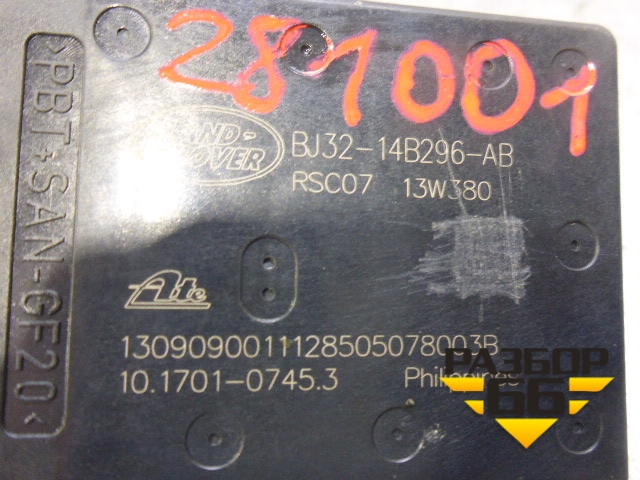 281001
LAND-
ROVER
BJ32-14B296-AB
RSC07 13W380
>PBT+SAN-GF20<
Ate
1309090011128505078003B
10.1701-0745.3 Philippines
РАЗБОР
66